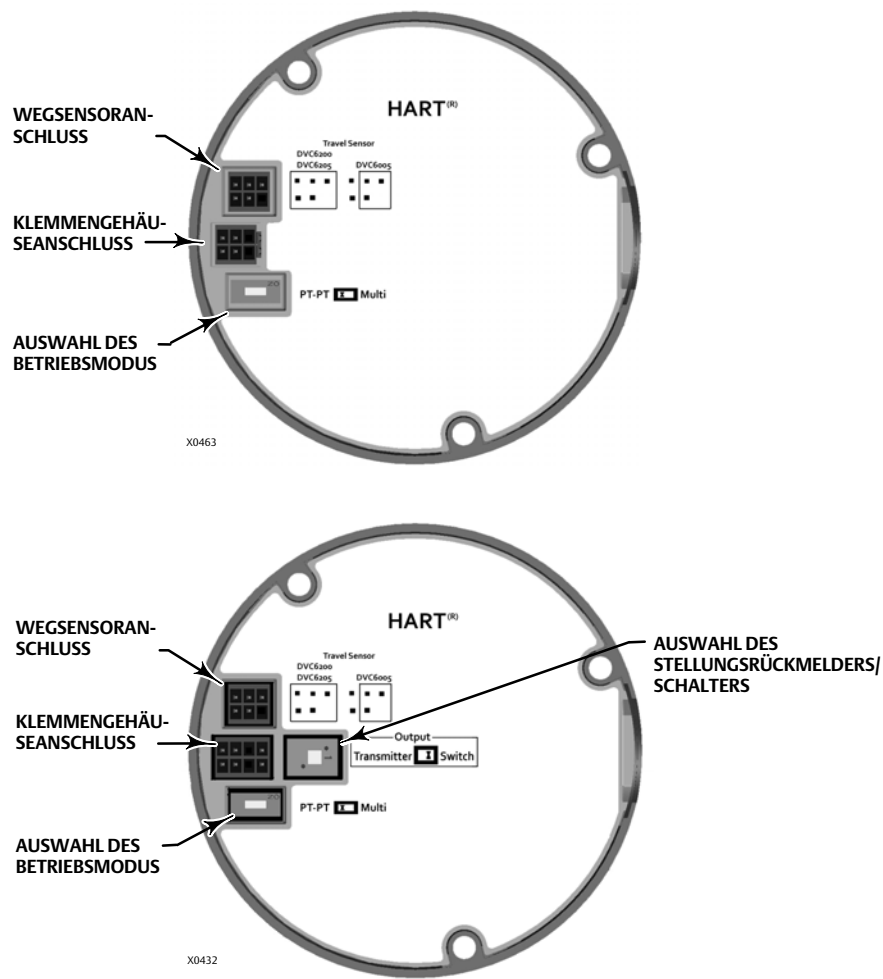 HART(R)
WEGSENSORAN-
SCHLUSS
Travel Sensor
DVC6200
DVC6205 DVC6005
KLEMMENGEHÄU-
SEANSCHLUSS
PT-PT Multi
AUSWAHL DES
BETRIEBSMODUS
X0463
HART(R)
WEGSENSORAN-
SCHLUSS
AUSWAHL DES
STELLUNGSRÜCKMELDERS/
SCHALTERS
Travel Sensor
DVC6200
DVC6205 DVC6005
KLEMMENGEHÄU-
SEANSCHLUSS
Output
Transmitter Switch
PT-PT Multi
AUSWAHL DES
BETRIEBSMODUS
X0432